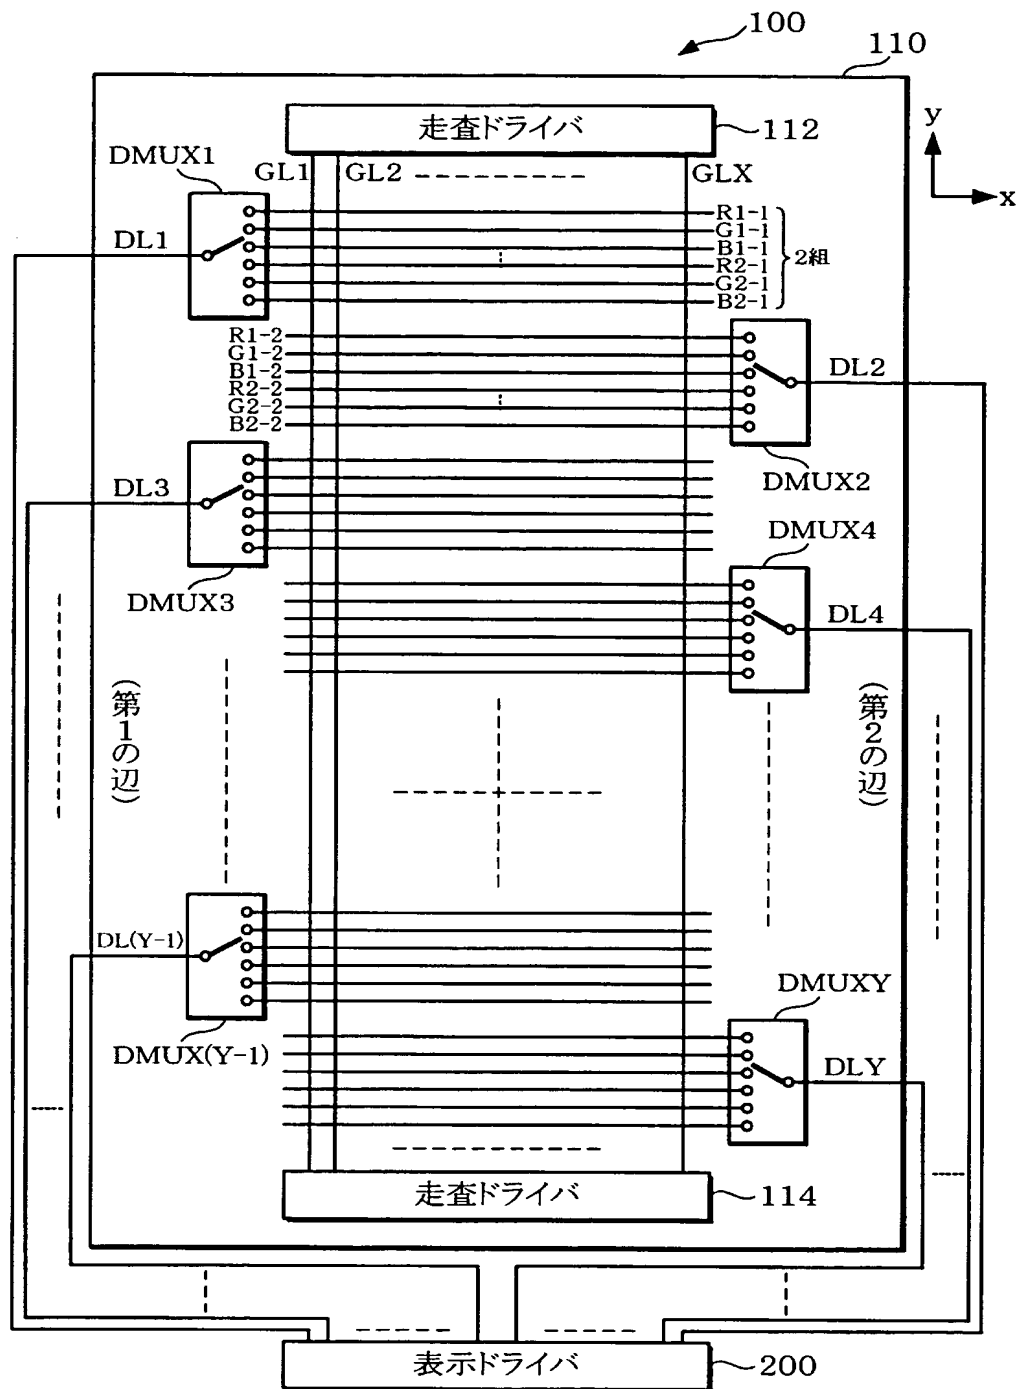 100
110
走査ドライバ
112
y
x
DMUX1
GL1
GL2
GLX
DL1
R1-1
G1-1
B1-1
R2-1
G2-1
B2-1
2組
R1-2
G1-2
B1-2
R2-2
G2-2
B2-2
DL2
DMUX2
DL3
DMUX3
DMUX4
DL4
(第1の辺)
(第2の辺)
DL(Y-1)
DMUX(Y-1)
DMUXY
DLY
走査ドライバ
114
表示ドライバ
200